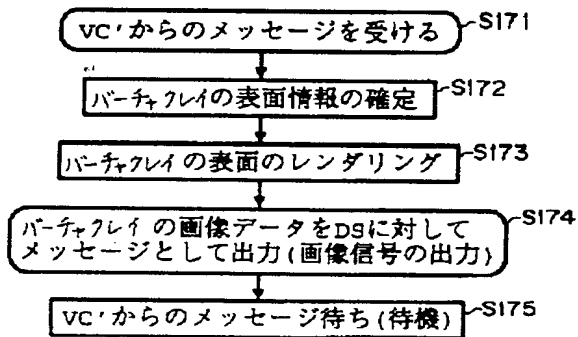 VC'からのメッセージを受ける S171
バーチャクレイの表面情報の確定 S172
バーチャクレイの表面のレンダリング S173
バーチャクレイの画像データをDSに対して S174
メッセージとして出力(画像信号の出力)
VC'からのメッセージ待ち(待機) S175